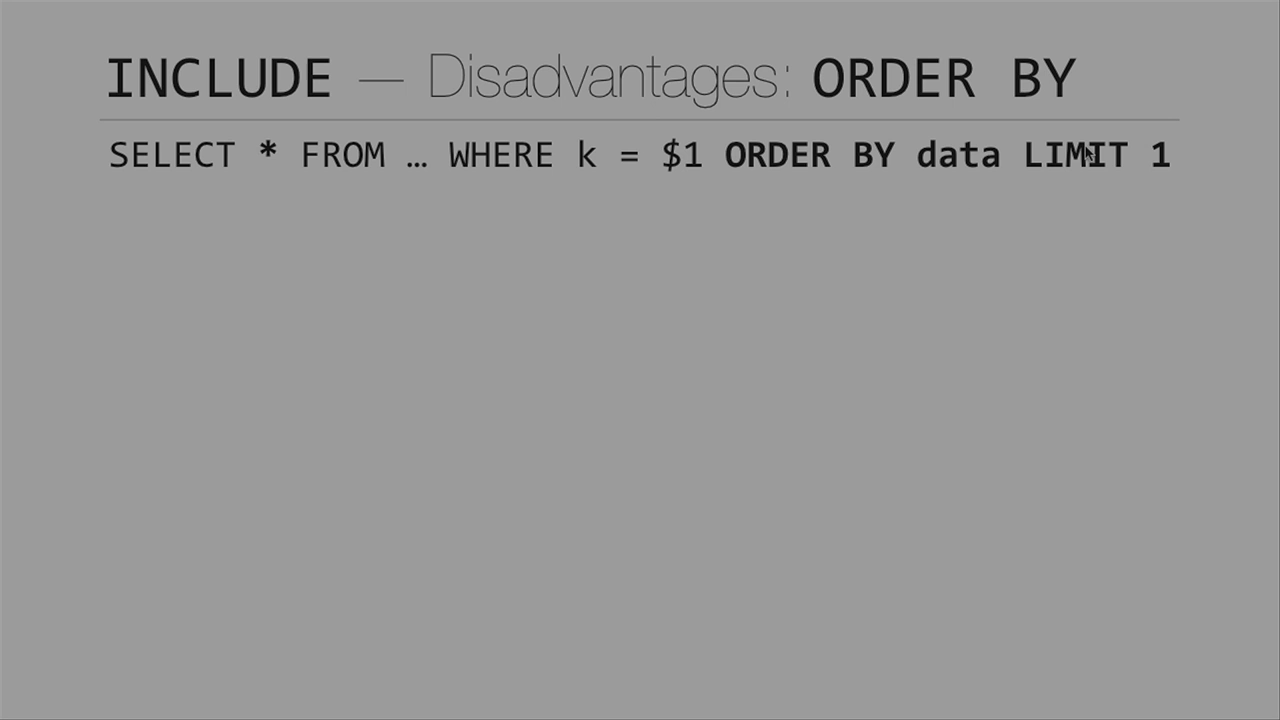 INCLUDE — Disadvantages: ORDER BY
SELECT * FROM … WHERE k = $1 ORDER BY data LIMIT 1